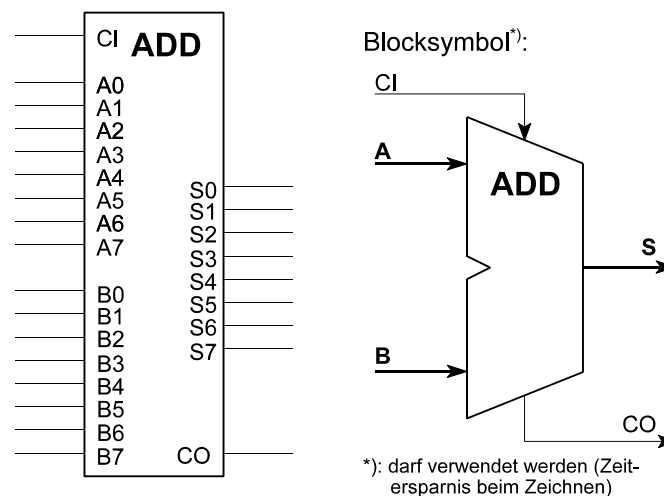 CI ADD
A0
A1
A2
A3
A4
A5
A6
A7
B0
B1
B2
B3
B4
B5
B6
B7
S0
S1
S2
S3
S4
S5
S6
S7
CO
Blocksymbol*):
CI
A
ADD
S
B
CO
*): darf verwendet werden (Zeit-
ersparnis beim Zeichnen)